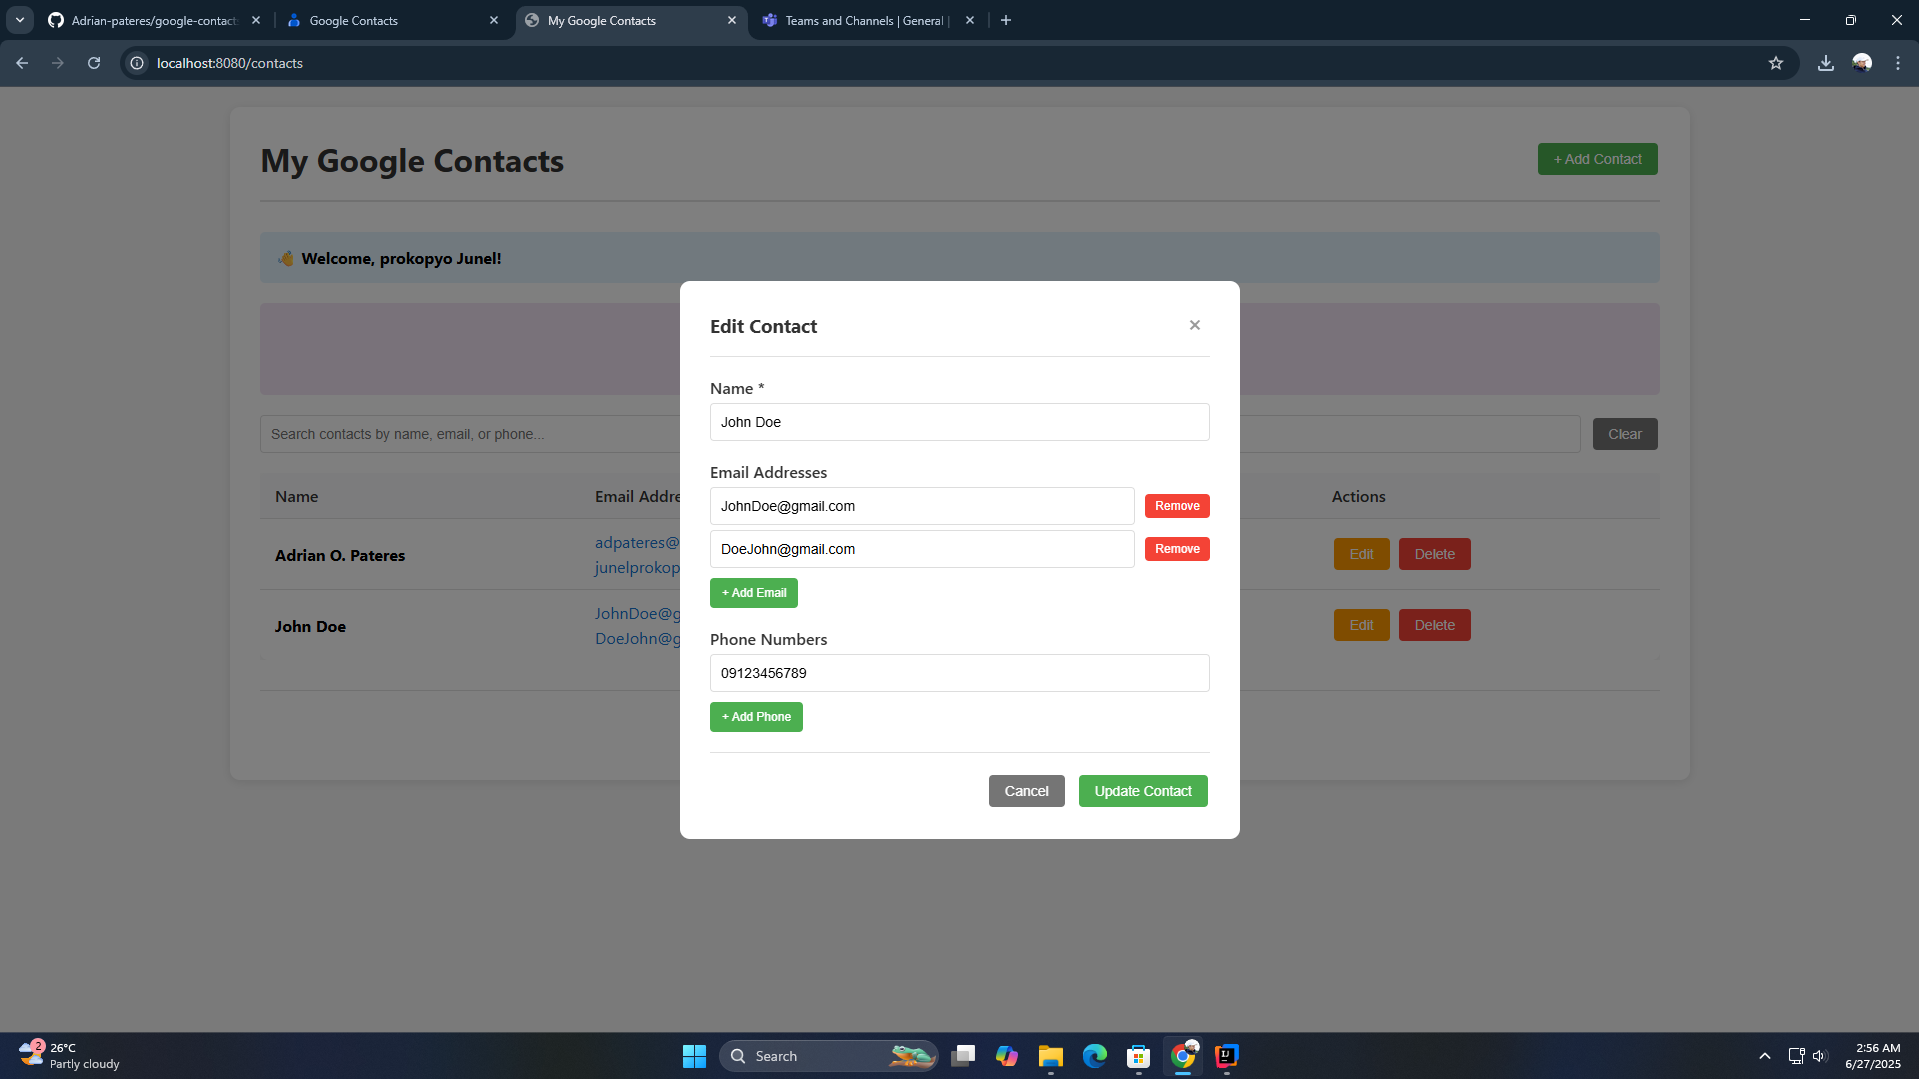 Adrian-pateres/google-contacts
Google Contacts
My Google Contacts
Teams and Channels | General |
localhost:8080/contacts
My Google Contacts
+ Add Contact
Welcome, prokopyo Junel!
Search contacts by name, email, or phone...
Clear
Name
Email Addre
Actions
Adrian O. Pateres
adpateres@
junelprokop
Edit
Delete
John Doe
JohnDoe@g
DoeJohn@g
Edit
Delete
Edit Contact
×
Name *
John Doe
Email Addresses
JohnDoe@gmail.com
Remove
DoeJohn@gmail.com
Remove
+ Add Email
Phone Numbers
09123456789
+ Add Phone
Cancel
Update Contact
2
26°C
Partly cloudy
Search
IJ
2:56 AM
6/27/2025